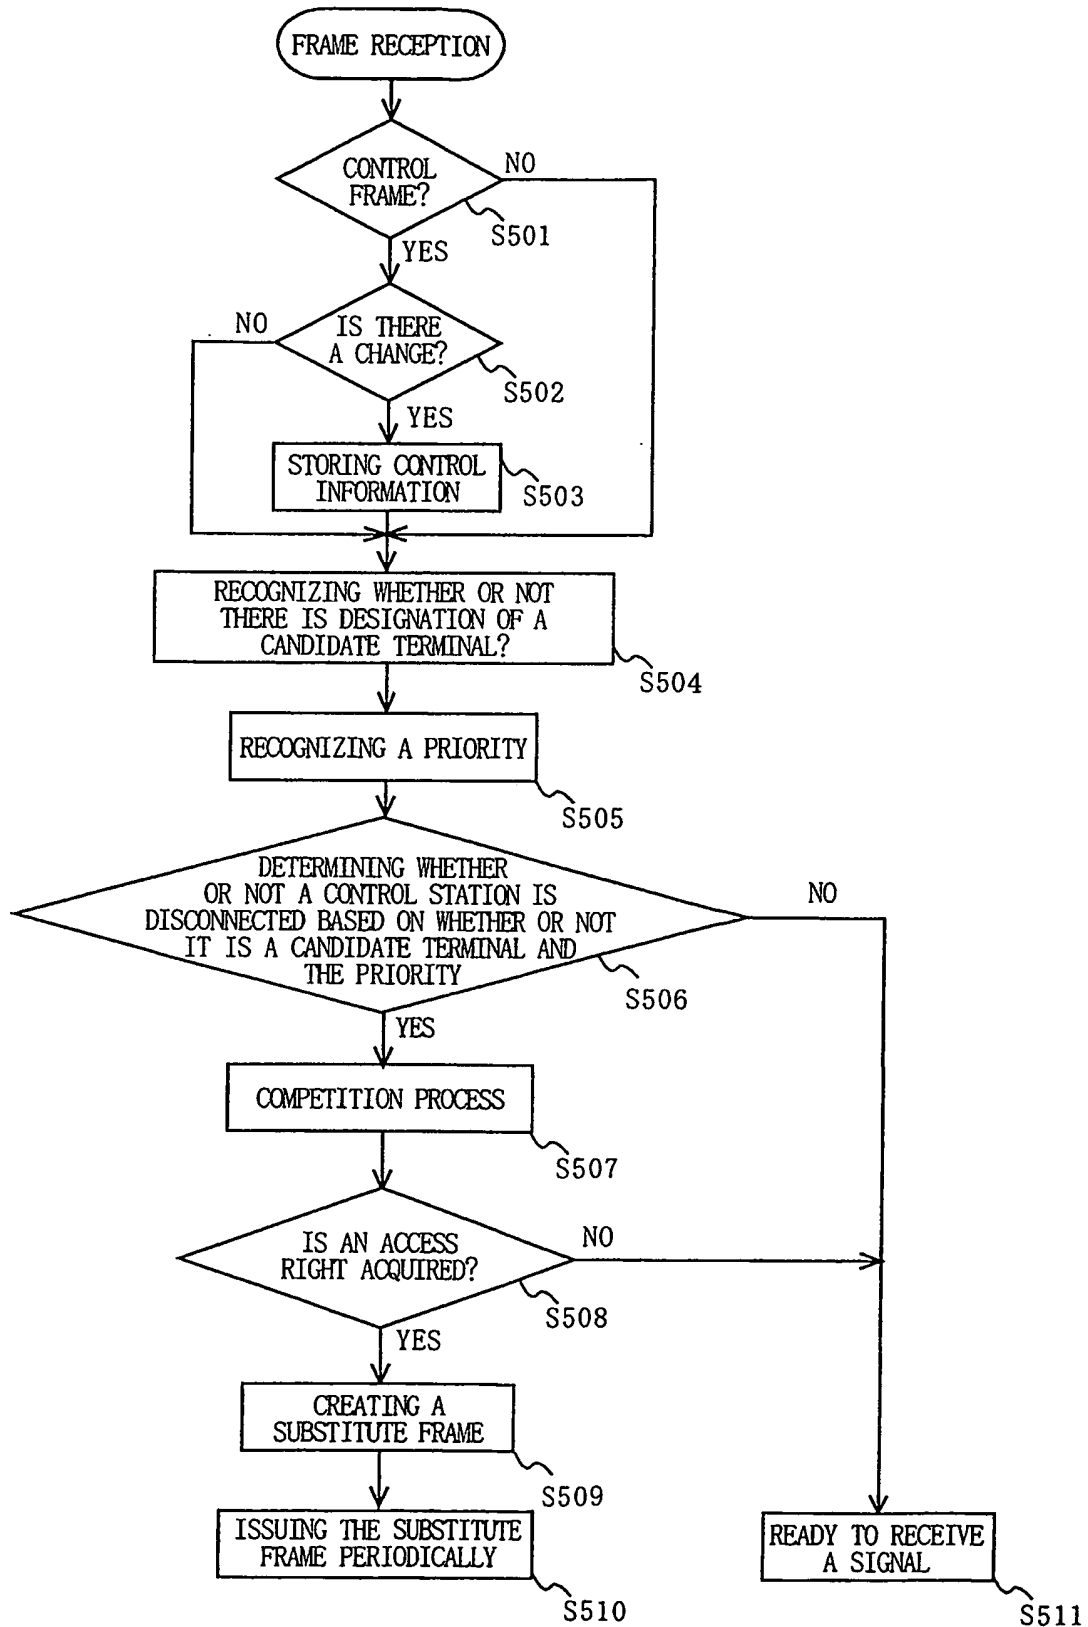 FRAME RECEPTION
CONTROL
FRAME?
NO
S501
YES
IS THERE
A CHANGE?
NO
S502
YES
STORING CONTROL
INFORMATION
S503
RECOGNIZING WHETHER OR NOT
THERE IS DESIGNATION OF A
CANDIDATE TERMINAL?
S504
RECOGNIZING A PRIORITY
S505
DETERMINING WHETHER
OR NOT A CONTROL STATION IS
DISCONNECTED BASED ON WHETHER OR NOT
IT IS A CANDIDATE TERMINAL AND
THE PRIORITY
NO
S506
YES
COMPETITION PROCESS
S507
IS AN ACCESS
RIGHT ACQUIRED?
NO
S508
YES
CREATING A
SUBSTITUTE FRAME
S509
ISSUING THE SUBSTITUTE
FRAME PERIODICALLY
S510
READY TO RECEIVE
A SIGNAL
S511